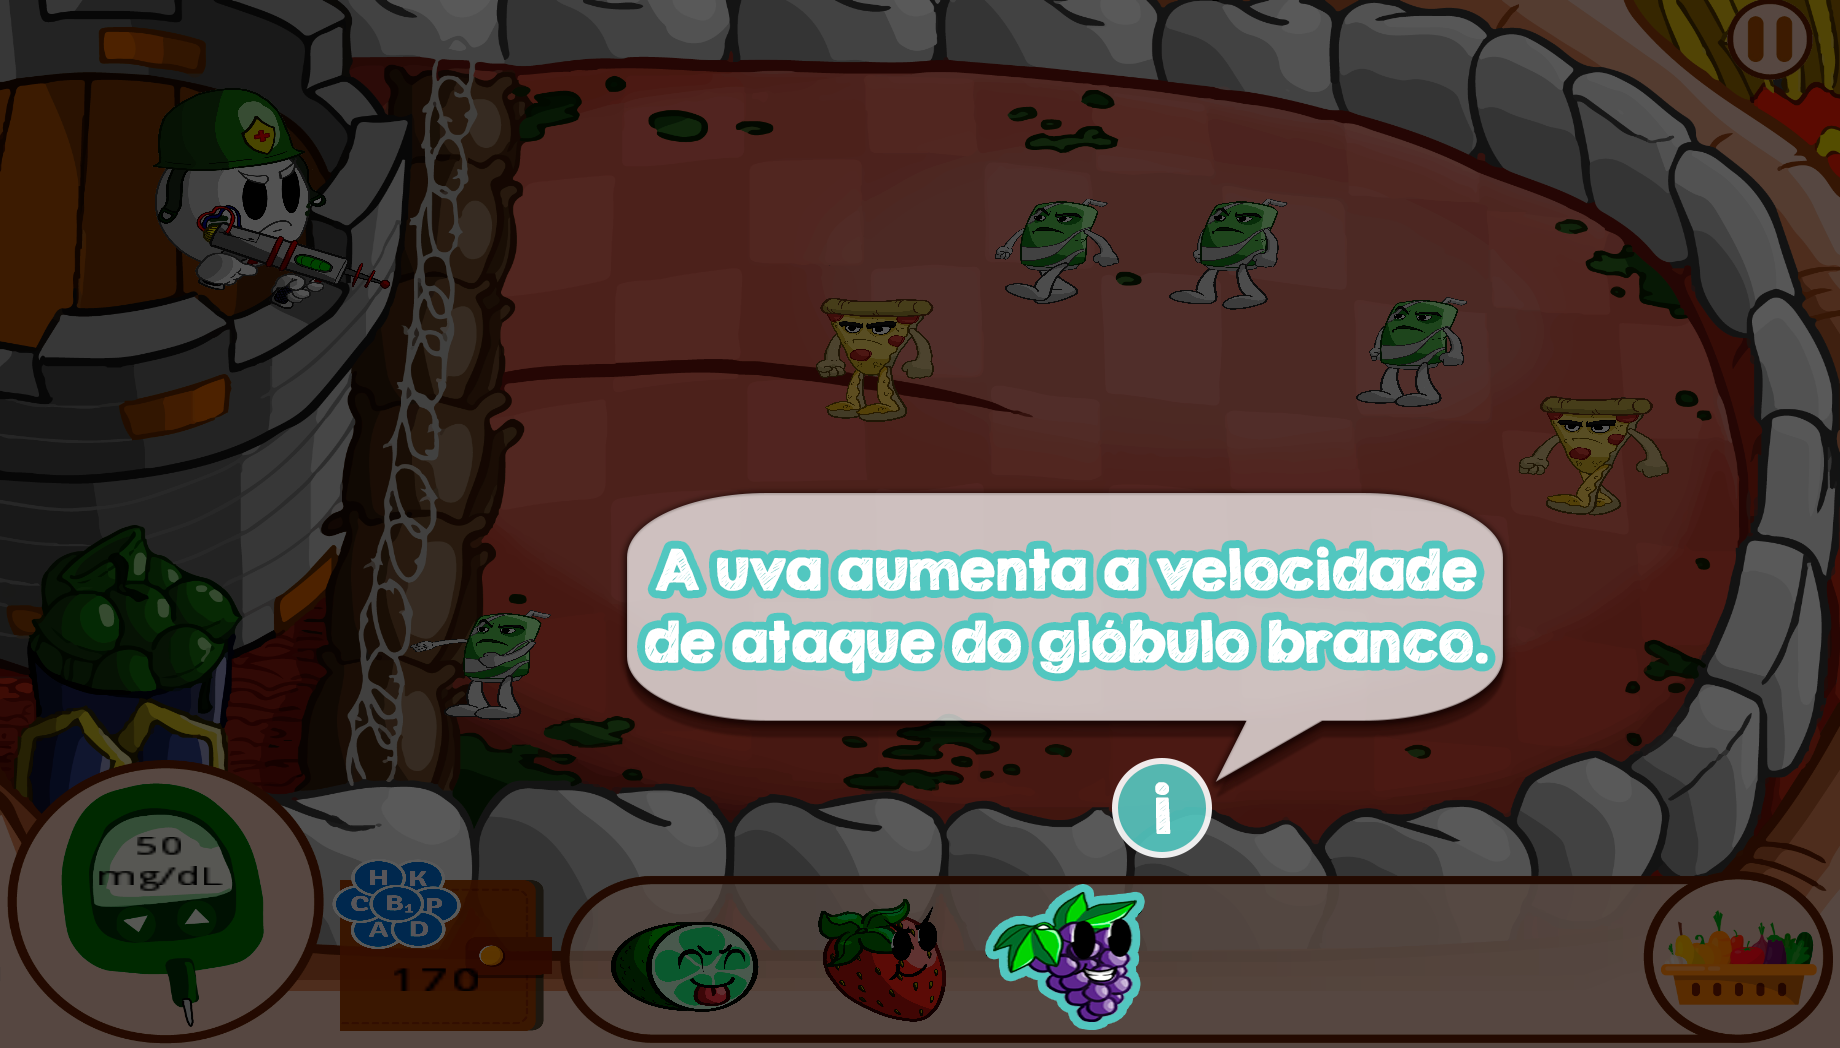 A uva aumenta a velocidade
de ataque do glóbulo branco.
i
50
mg/dL
H K
C B₁ P
A D
170